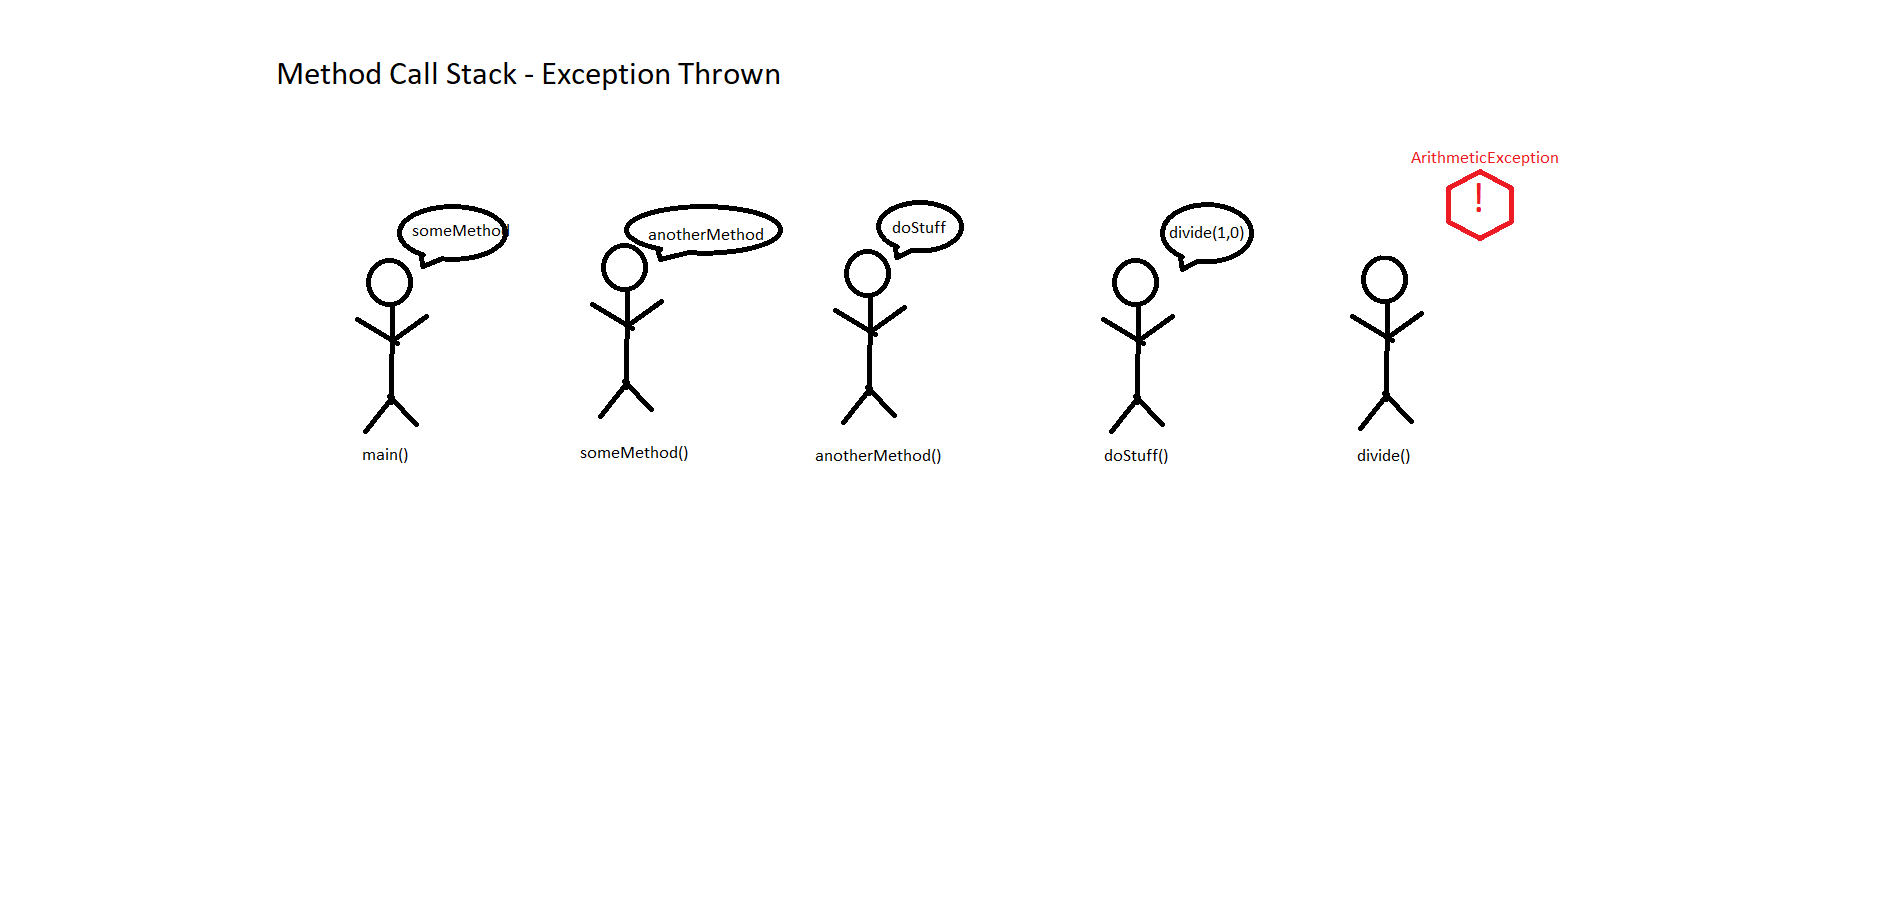 Method Call Stack - Exception Thrown
ArithmeticException
!
someMethod
anotherMethod
doStuff
divide(1,0)
main()
someMethod()
anotherMethod()
doStuff()
divide()